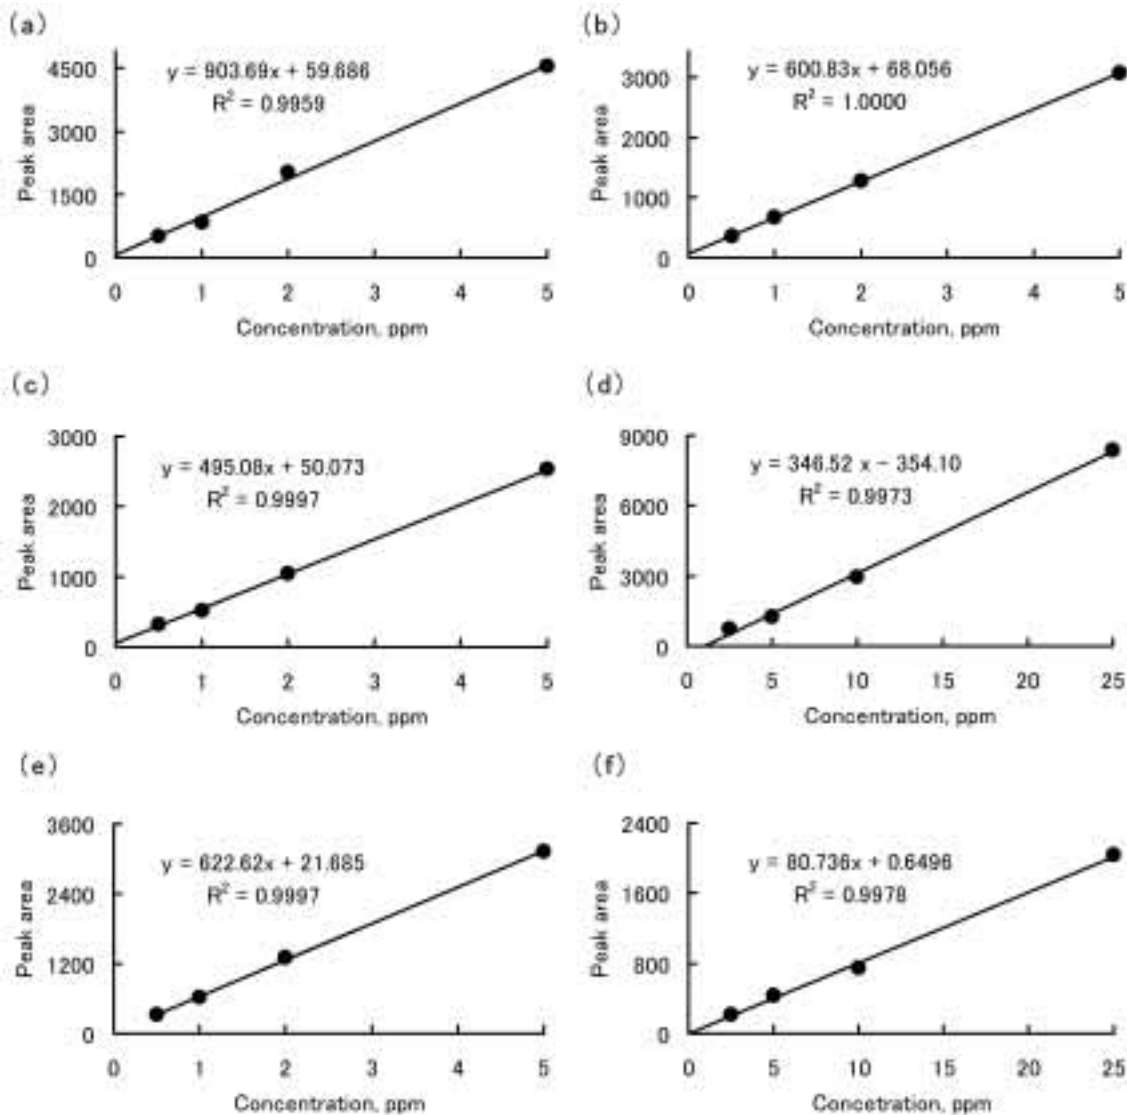 (a)
y = 903.69x + 59.686
R² = 0.9959
Peak area
4500
3000
1500
0
0 1 2 3 4 5
Concentration, ppm
(b)
y = 600.83x + 68.056
R² = 1.0000
Peak area
3000
2000
1000
0
0 1 2 3 4 5
Concentration, ppm
(c)
y = 495.08x + 50.073
R² = 0.9997
Peak area
3000
2000
1000
0
0 1 2 3 4 5
Concentration, ppm
(d)
y = 346.52 x − 354.10
R² = 0.9973
Peak area
9000
6000
3000
0
0 5 10 15 20 25
Concentration, ppm
(e)
y = 622.62x + 21.685
R² = 0.9997
Peak area
3600
2400
1200
0
0 1 2 3 4 5
Concentration, ppm
(f)
y = 80.736x + 0.6496
R² = 0.9978
Peak area
2400
1600
800
0
0 5 10 15 20 25
Concetration, ppm